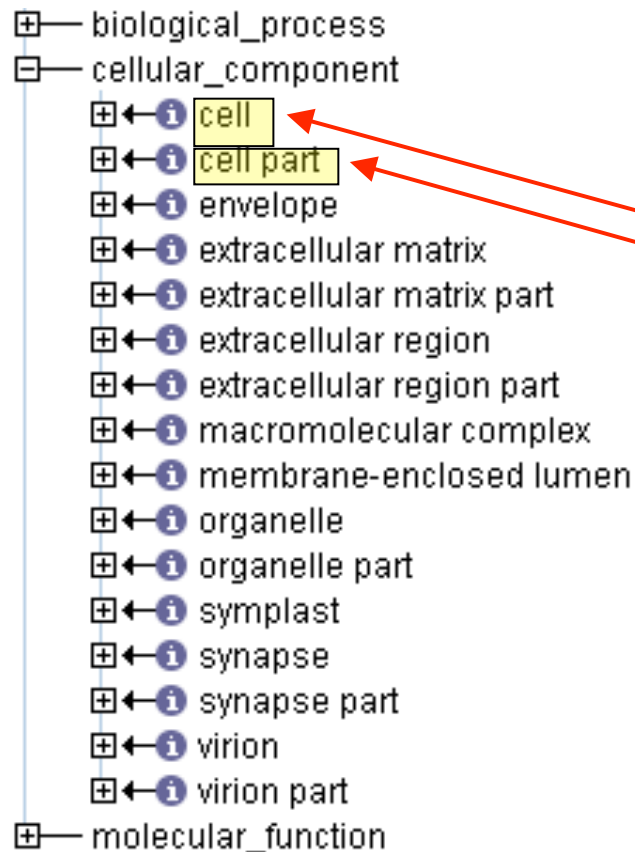 biological_process
cellular_component
cell
cell part
envelope
extracellular matrix
extracellular matrix part
extracellular region
extracellular region part
macromolecular complex
membrane-enclosed lumen
organelle
organelle part
symplast
synapse
synapse part
virion
virion part
molecular_function